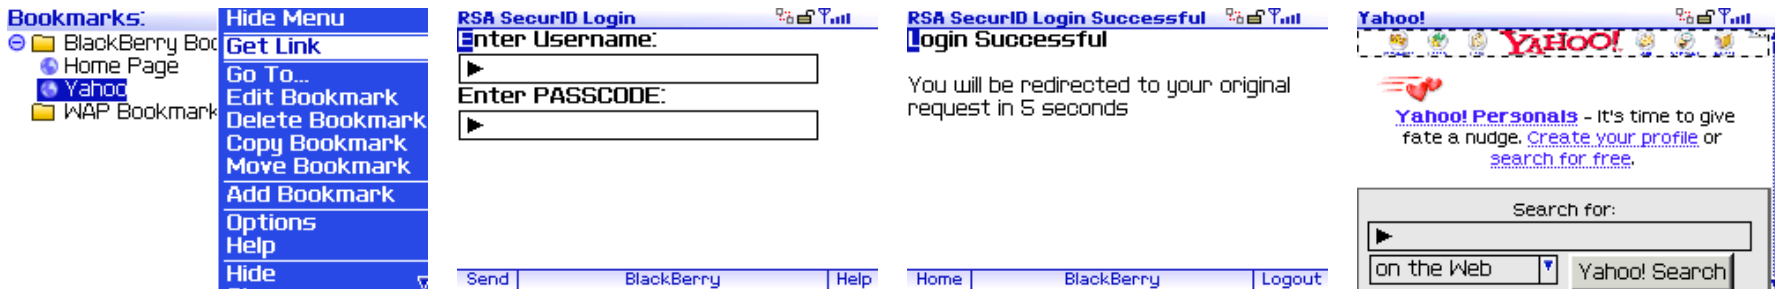 Bookmarks:
BlackBerry Boo
Home Page
Yahoo
WAP Bookmark
Hide Menu
Get Link
Go To...
Edit Bookmark
Delete Bookmark
Copy Bookmark
Move Bookmark
Add Bookmark
Options
Help
Hide
RSA SecurID Login
Enter Username:
Enter PASSCODE:
Send BlackBerry Help
RSA SecurID Login Successful
Login Successful
You will be redirected to your original
request in 5 seconds
Home BlackBerry Logout
Yahoo!
YAHOO!
Yahoo! Personals - It's time to give
fate a nudge. Create your profile or
search for free.
Search for:
on the Web Yahoo! Search